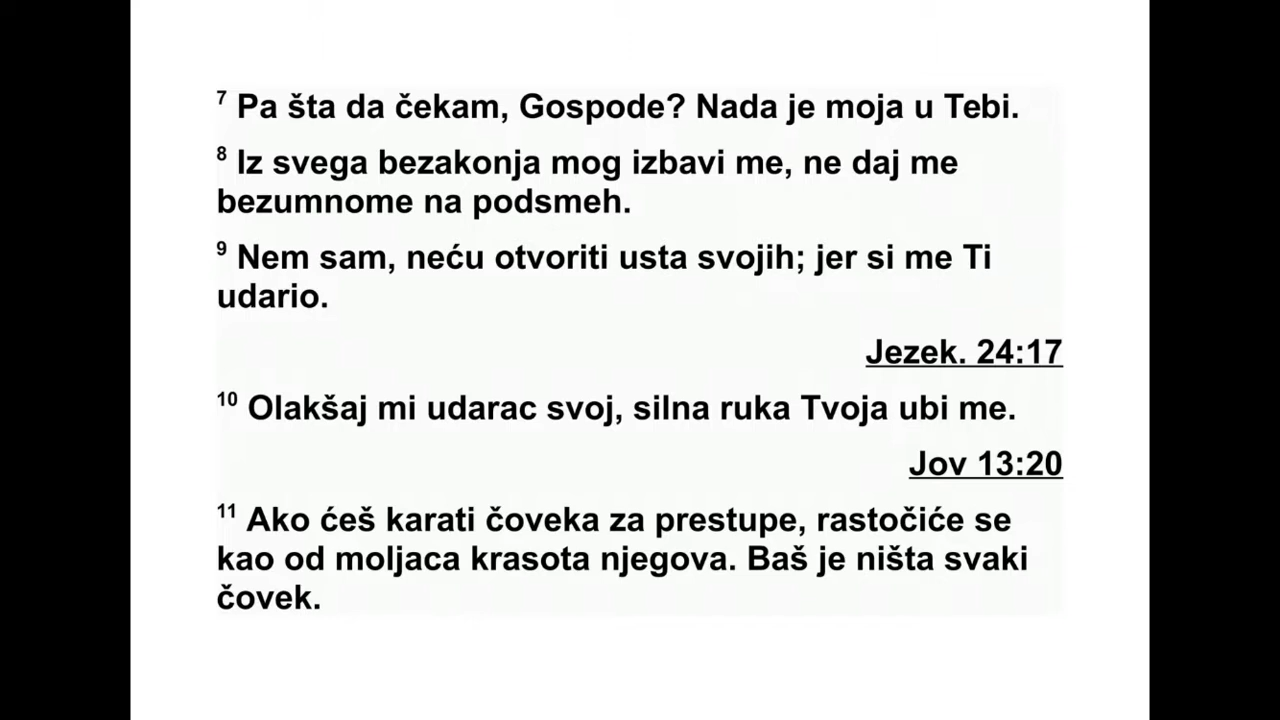 7 Pa šta da čekam, Gospode? Nada je moja u Tebi.
8 Iz svega bezakonja mog izbavi me, ne daj me
bezumnome na podsmeh.
9 Nem sam, neću otvoriti usta svojih; jer si me Ti
udario.
Jezek. 24:17
10 Olakšaj mi udarac svoj, silna ruka Tvoja ubi me.
Jov 13:20
11 Ako ćeš karati čoveka za prestupe, rastočiće se
kao od moljaca krasota njegova. Baš je ništa svaki
čovek.